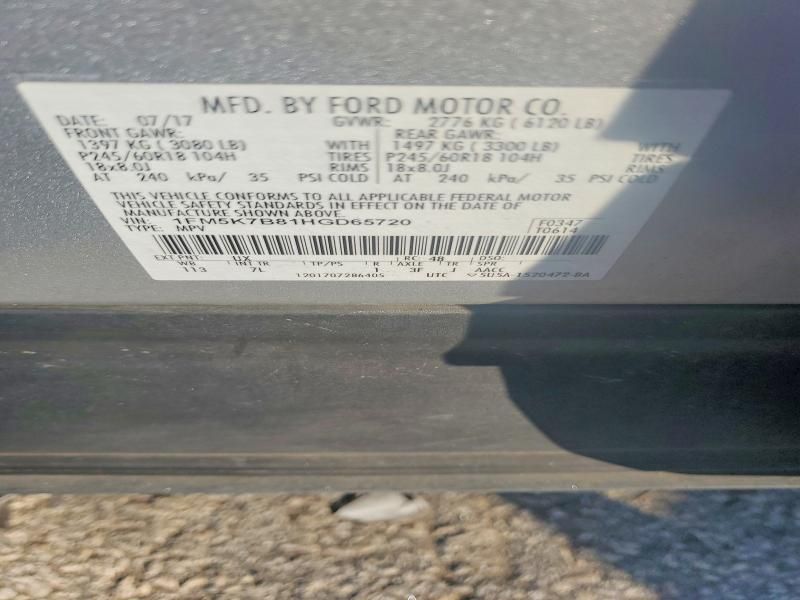 MFD. BY FORD MOTOR CO.
DATE: 07/17 GVWR: 2776 KG ( 6120 LB)
FRONT GAWR: REAR GAWR:
1397 KG ( 3080 LB) WITH 1497 KG ( 3300 LB) WITH
P245/60R18 104H TIRES P245/60R18 104H TIRES
18x8.0J RIMS 18x8.0J RIMS
AT 240 kPa/ 35 PSI COLD AT 240 kPa/ 35 PSI COLD
THIS VEHICLE CONFORMS TO ALL APPLICABLE FEDERAL MOTOR
VEHICLE SAFETY STANDARDS IN EFFECT ON THE DATE OF
MANUFACTURE SHOWN ABOVE.
VIN: 1FM5K7B81HGD65720 F0347
TYPE: MPV T0614
EXT PNT: UX RC: 48 DSO:
WB INT TR TP/PS R AXLE TR SPR
113 7L 1 3F J AACC
1201707286405 UTC